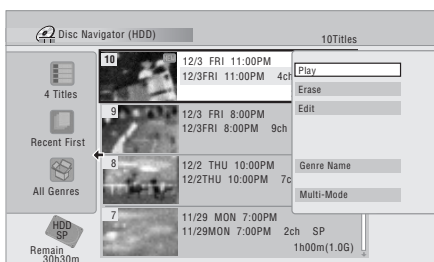 Disc Navigator (HDD)
10Titles
4 Titles
Recent First
All Genres
HDD
SP
Remain
30h30m
10
12/3 FRI 11:00PM
12/3FRI 11:00PM 4ch
9
12/3 FRI 8:00PM
12/3FRI 8:00PM 9ch
8
12/2 THU 10:00PM
12/2THU 10:00PM 7c
7
11/29 MON 7:00PM
11/29MON 7:00PM 2ch SP
1h00m(1.0G)
Play
Erase
Edit
Genre Name
Multi-Mode